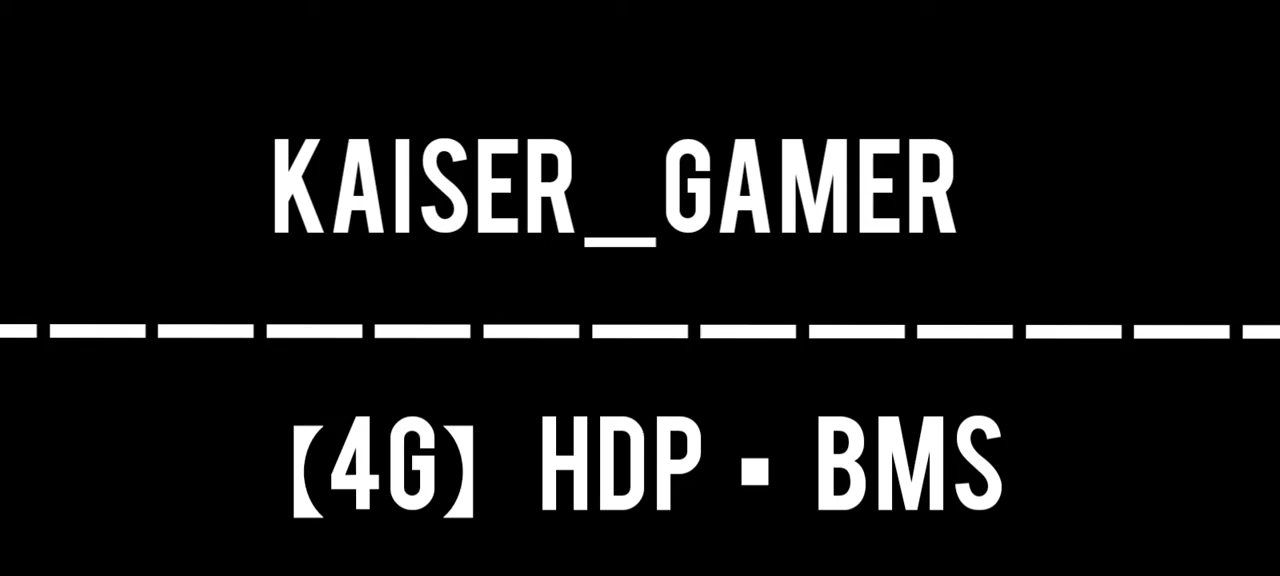 KAISER_GAMER
【4G】 HDP ▪ BMS